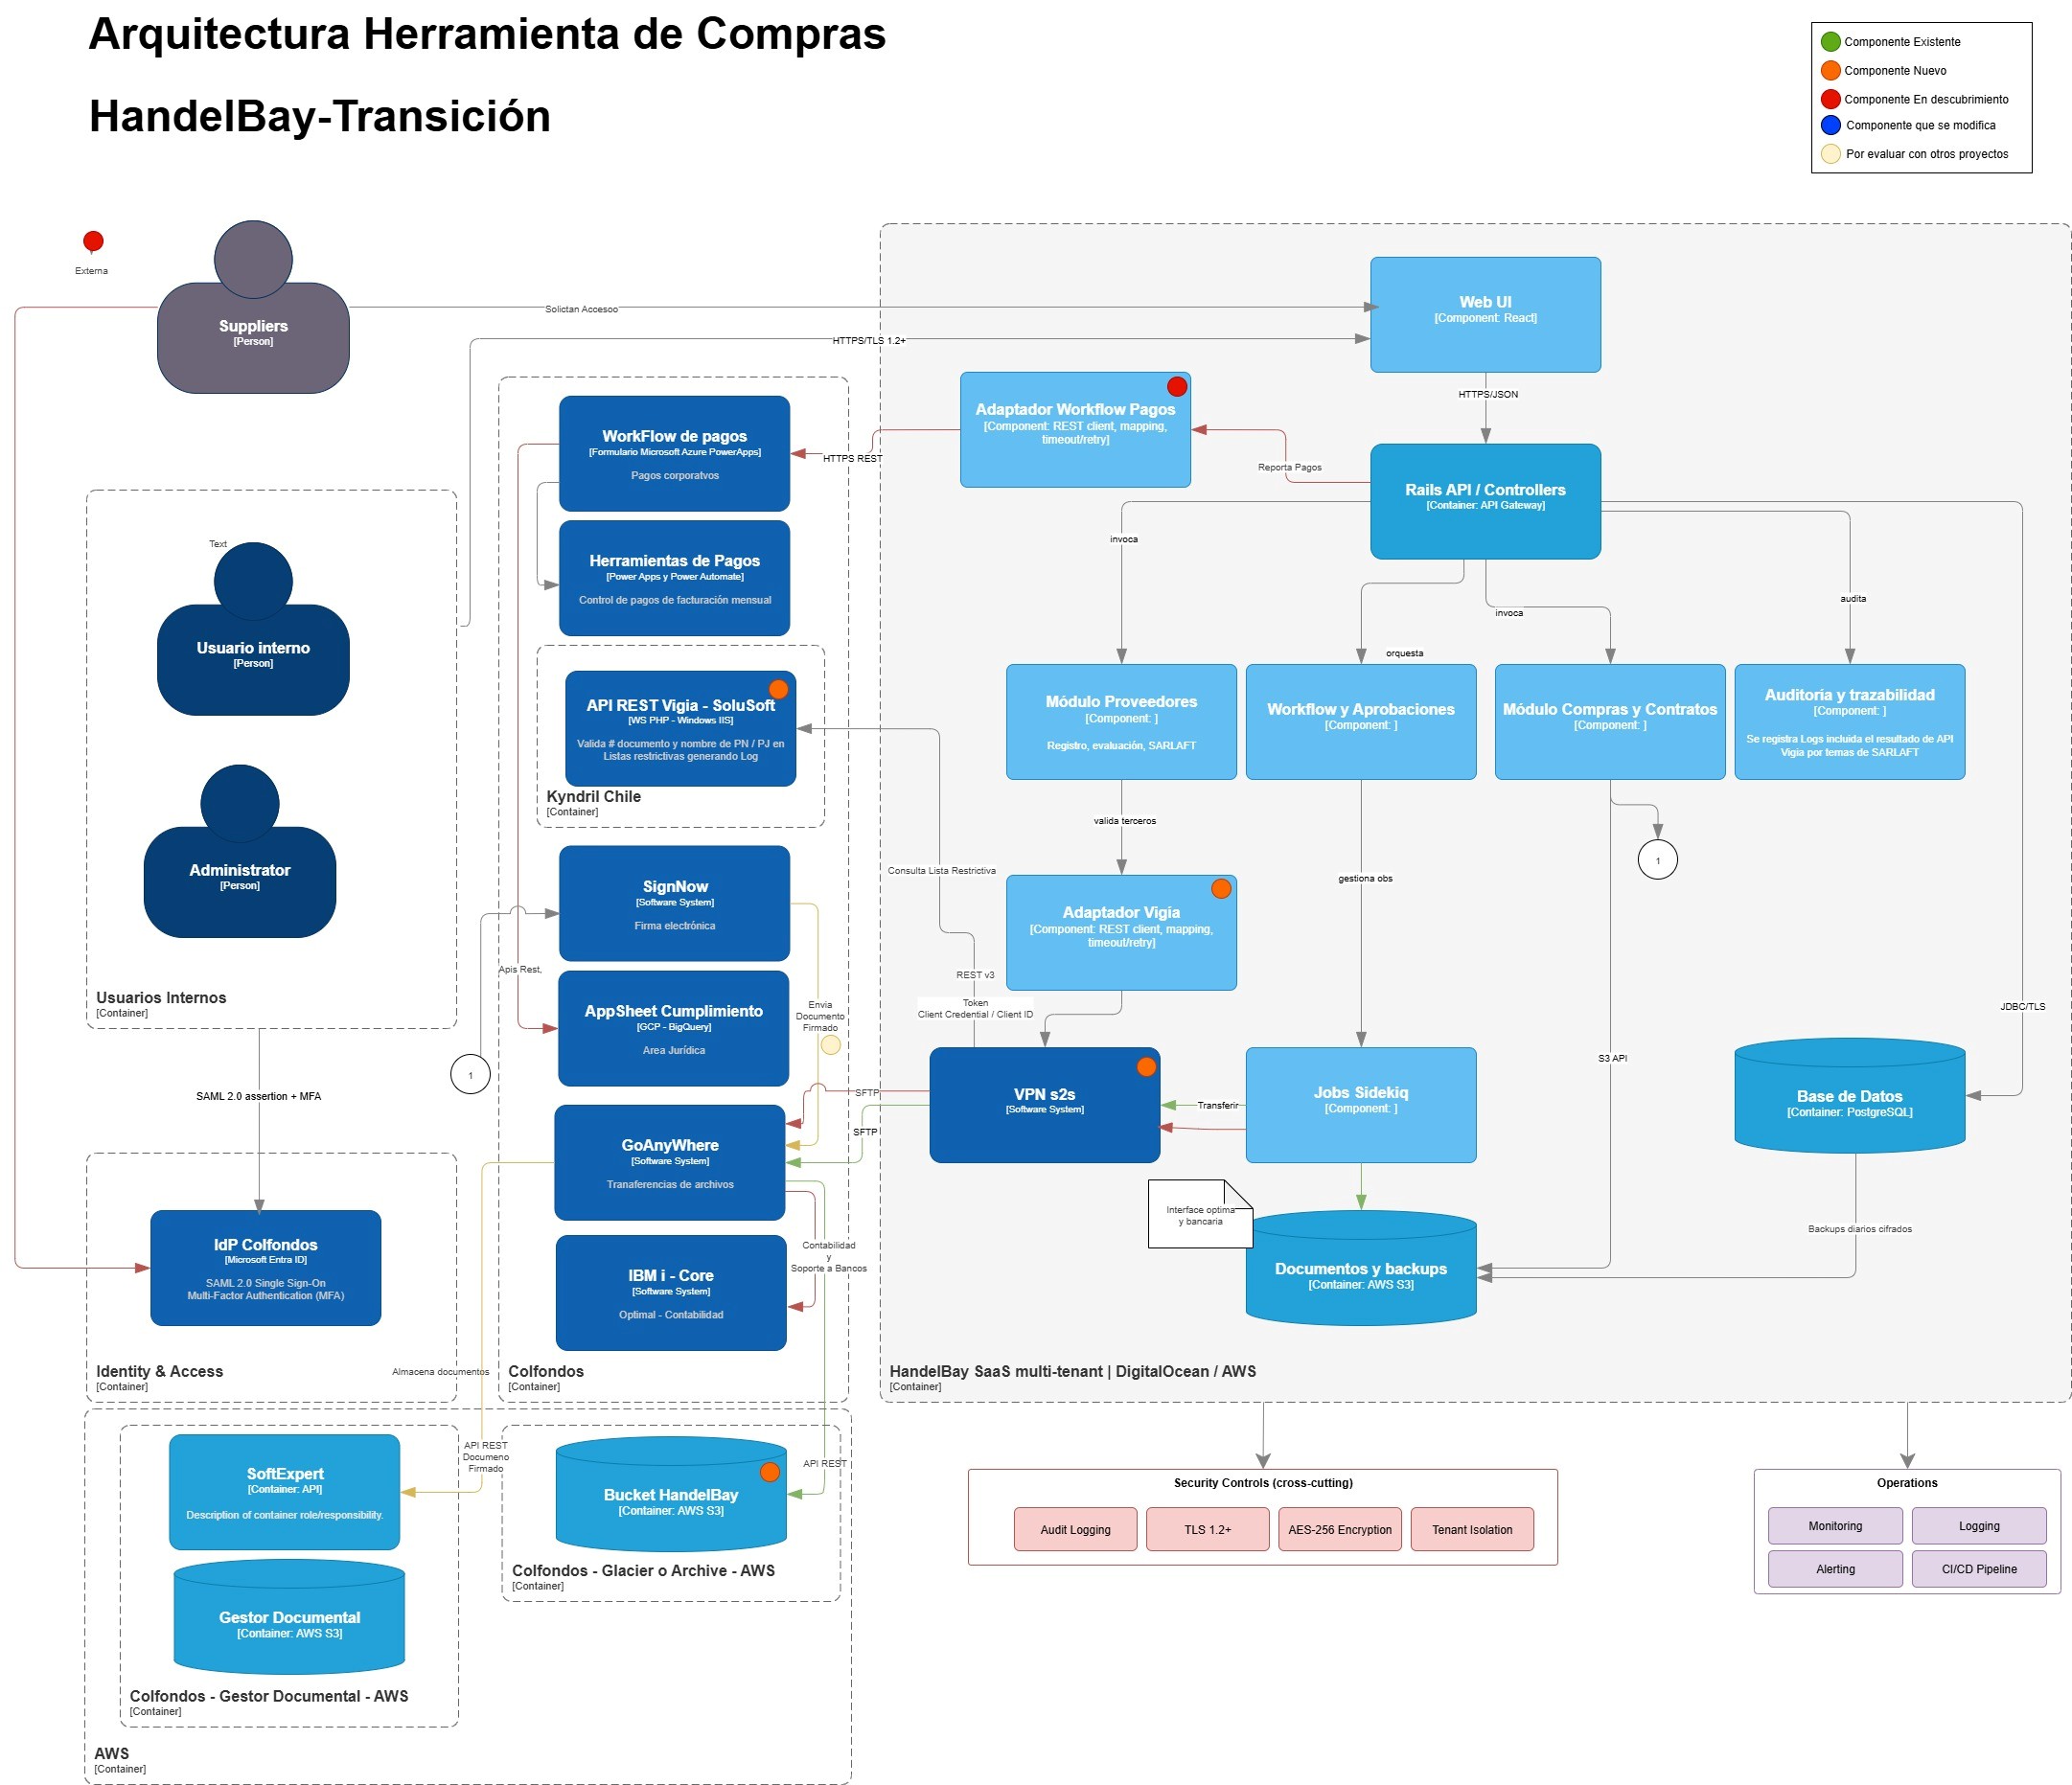 Arquitectura Herramienta de Compras
HandelBay-Transición
Componente Existente
Componente Nuevo
Componente En descubrimiento
Componente que se modifica
Por evaluar con otros proyectos
Externa
Suppliers
[Person]
Solictan Accesoo
HTTPS/TLS 1.2+
Text
Usuario interno
[Person]
Administrator
[Person]
Usuarios Internos
[Container]
SAML 2.0 assertion + MFA
IdP Colfondos
[Microsoft Entra ID]
SAML 2.0 Single Sign-On
Multi-Factor Authentication (MFA)
Identity & Access
[Container]
WorkFlow de pagos
[Formulario Microsoft Azure PowerApps]
Pagos corporatvos
Herramientas de Pagos
[Power Apps y Power Automate]
Control de pagos de facturación mensual
API REST Vigia - SoluSoft
[WS PHP - Windows IIS]
Valida # documento y nombre de PN / PJ en
Listas restrictivas generando Log
Kyndril Chile
[Container]
SignNow
[Software System]
Firma electrónica
Apis Rest,
AppSheet Cumplimiento
[GCP - BigQuery]
Area Jurídica
Envia
Documento
Firmado
1
GoAnyWhere
[Software System]
Tranaferencias de archivos
SFTP
SFTP
IBM i - Core
[Software System]
Optimal - Contabilidad
Contabilidad
y
Soporte a Bancos
Almacena documentos
Colfondos
[Container]
Web UI
[Component: React]
HTTPS/JSON
Adaptador Workflow Pagos
[Component: REST client, mapping,
timeout/retry]
HTTPS REST
Reporta Pagos
Rails API / Controllers
[Container: API Gateway]
invoca
orquesta
invoca
audita
Módulo Proveedores
[Component: ]
Registro, evaluación, SARLAFT
Workflow y Aprobaciones
[Component: ]
Módulo Compras y Contratos
[Component: ]
Auditoría y trazabilidad
[Component: ]
Se registra Logs incluida el resultado de API
Vigia por temas de SARLAFT
valida terceros
1
Consulta Lista Restrictiva
gestiona obs
Adaptador Vigía
[Component: REST client, mapping,
timeout/retry]
REST v3
Token
Client Credential / Client ID
JDBC/TLS
S3 API
VPN s2s
[Software System]
Transferir
Jobs Sidekiq
[Component: ]
Base de Datos
[Container: PostgreSQL]
Interface optima
y bancaria
Backups diarios cifrados
Documentos y backups
[Container: AWS S3]
HandelBay SaaS multi-tenant | DigitalOcean / AWS
[Container]
SoftExpert
[Container: API]
Description of container role/responsibility.
API REST
Documeno
Firmado
Gestor Documental
[Container: AWS S3]
Colfondos - Gestor Documental - AWS
[Container]
Bucket HandelBay
[Container: AWS S3]
API REST
Colfondos - Glacier o Archive - AWS
[Container]
AWS
[Container]
Security Controls (cross-cutting)
Audit Logging
TLS 1.2+
AES-256 Encryption
Tenant Isolation
Operations
Monitoring
Logging
Alerting
CI/CD Pipeline